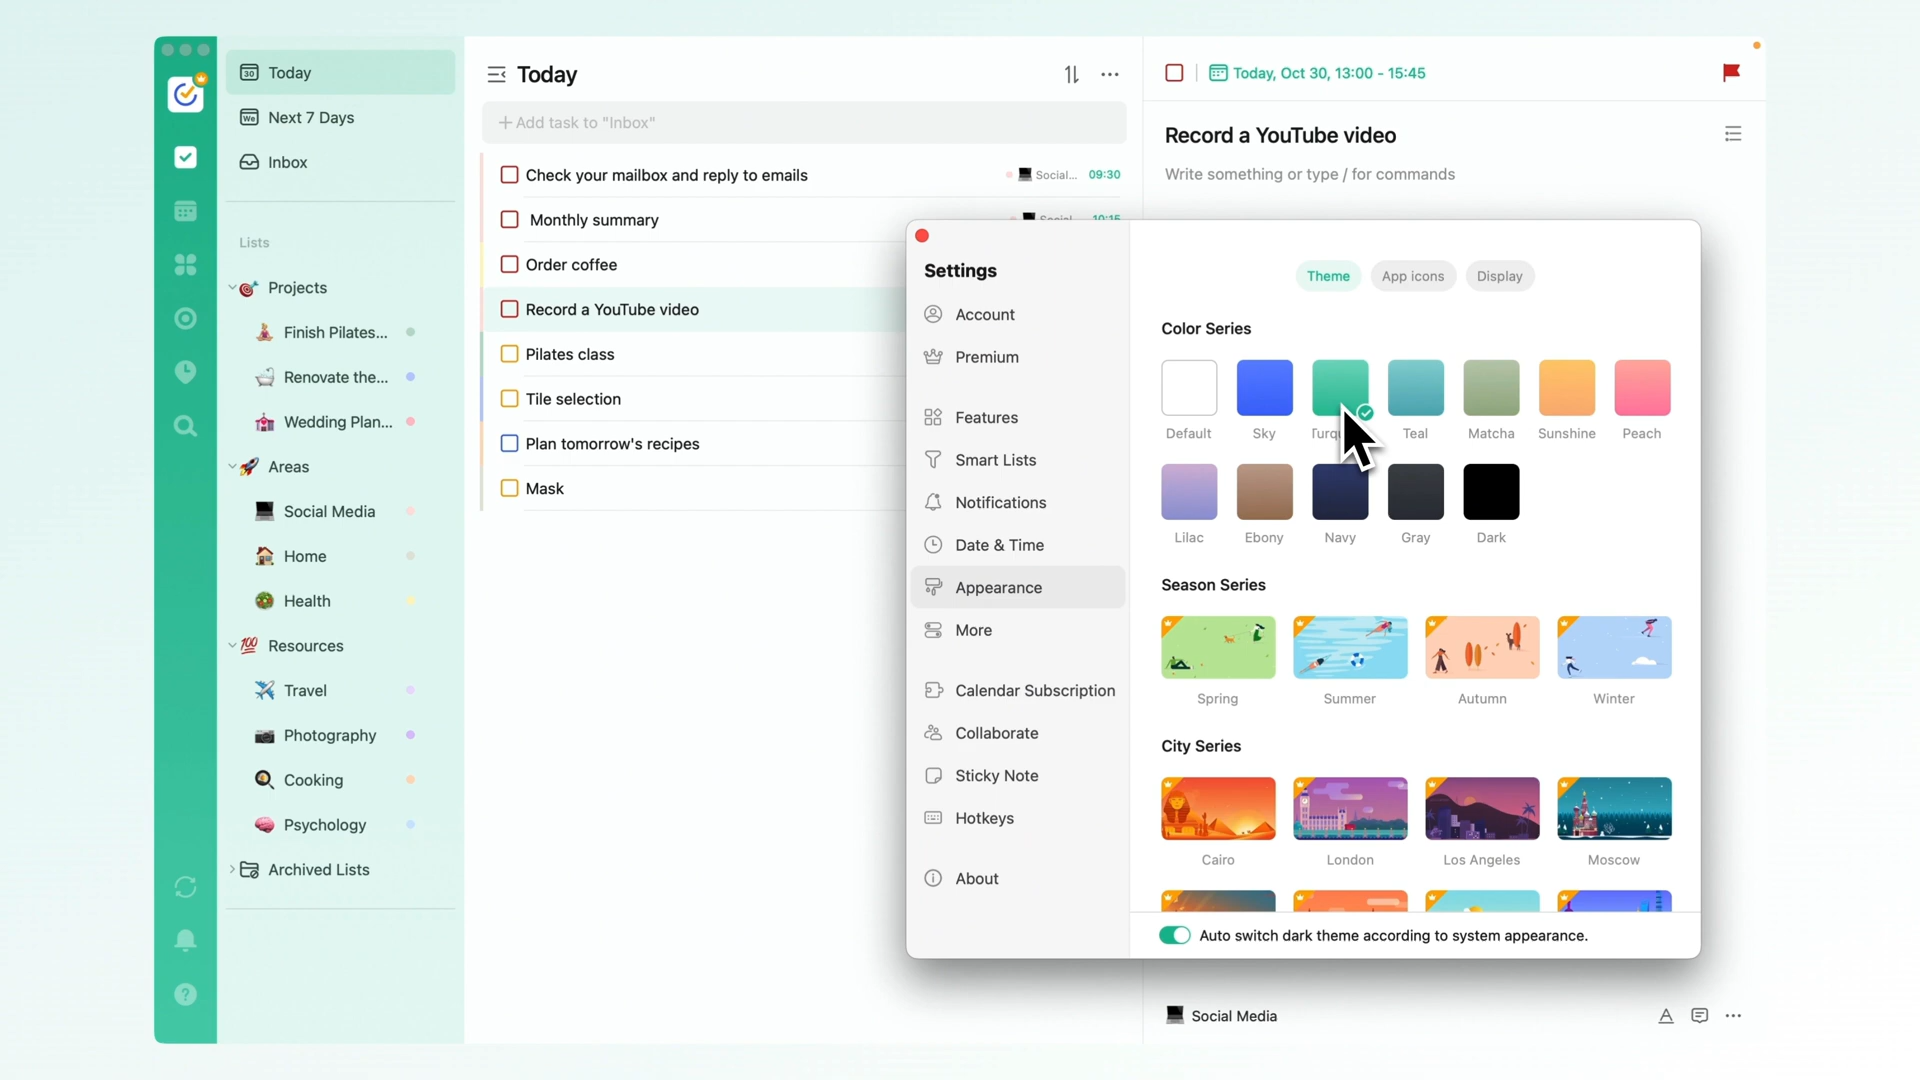 30 Today
We Next 7 Days
Inbox
Lists
Projects
Finish Pilates...
Renovate the...
Wedding Plan...
Areas
Social Media
Home
Health
100 Resources
Travel
Photography
Cooking
Psychology
Archived Lists
Today
Add task to "Inbox"
Check your mailbox and reply to emails Social... 09:30
Monthly summary Social 10:15
Order coffee
Record a YouTube video
Pilates class
Tile selection
Plan tomorrow's recipes
Mask
Today, Oct 30, 13:00 - 15:45
Record a YouTube video
Write something or type / for commands
Social Media
Settings
Account
Premium
Features
Smart Lists
Notifications
Date & Time
Appearance
More
Calendar Subscription
Collaborate
Sticky Note
Hotkeys
About
Theme App icons Display
Color Series
Default Sky Teal Matcha Sunshine Peach
Lilac Ebony Navy Gray Dark
Season Series
Spring Summer Autumn Winter
City Series
Cairo London Los Angeles Moscow
Auto switch dark theme according to system appearance.